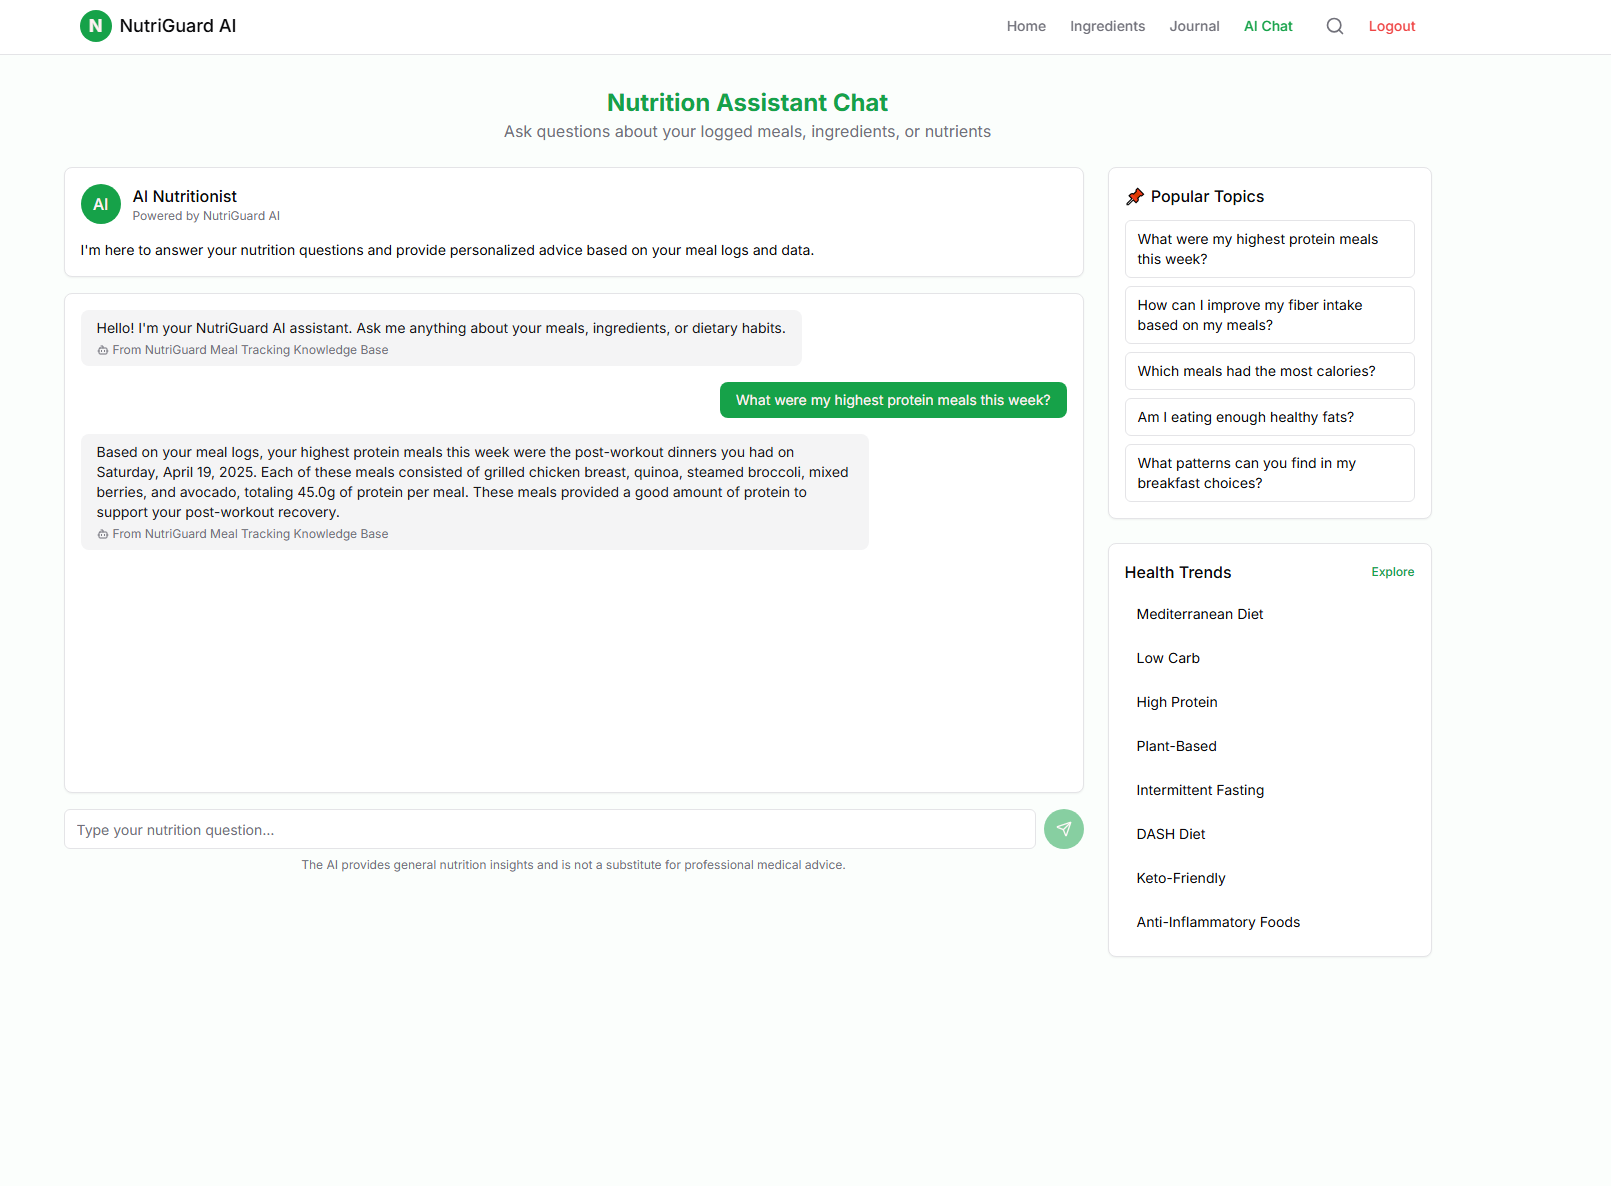 N NutriGuard AI
Home Ingredients Journal AI Chat Logout
Nutrition Assistant Chat
Ask questions about your logged meals, ingredients, or nutrients
AI
AI Nutritionist
Powered by NutriGuard AI
I'm here to answer your nutrition questions and provide personalized advice based on your meal logs and data.
Hello! I'm your NutriGuard AI assistant. Ask me anything about your meals, ingredients, or dietary habits.
From NutriGuard Meal Tracking Knowledge Base
What were my highest protein meals this week?
Based on your meal logs, your highest protein meals this week were the post-workout dinners you had on
Saturday, April 19, 2025. Each of these meals consisted of grilled chicken breast, quinoa, steamed broccoli, mixed
berries, and avocado, totaling 45.0g of protein per meal. These meals provided a good amount of protein to
support your post-workout recovery.
From NutriGuard Meal Tracking Knowledge Base
Type your nutrition question...
The AI provides general nutrition insights and is not a substitute for professional medical advice.
Popular Topics
What were my highest protein meals
this week?
How can I improve my fiber intake
based on my meals?
Which meals had the most calories?
Am I eating enough healthy fats?
What patterns can you find in my
breakfast choices?
Health Trends
Explore
Mediterranean Diet
Low Carb
High Protein
Plant-Based
Intermittent Fasting
DASH Diet
Keto-Friendly
Anti-Inflammatory Foods